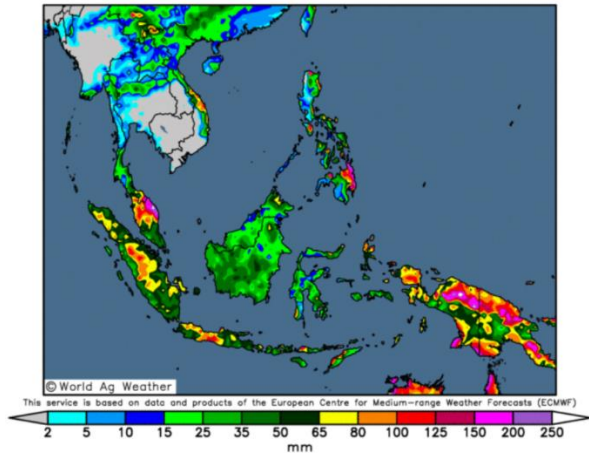 © World Ag Weather
This service is based on data and products of the European Centre for Medium-range Weather Forecasts (ECMWF)
2 5 10 15 25 35 50 65 80 100 125 150 200 250
mm